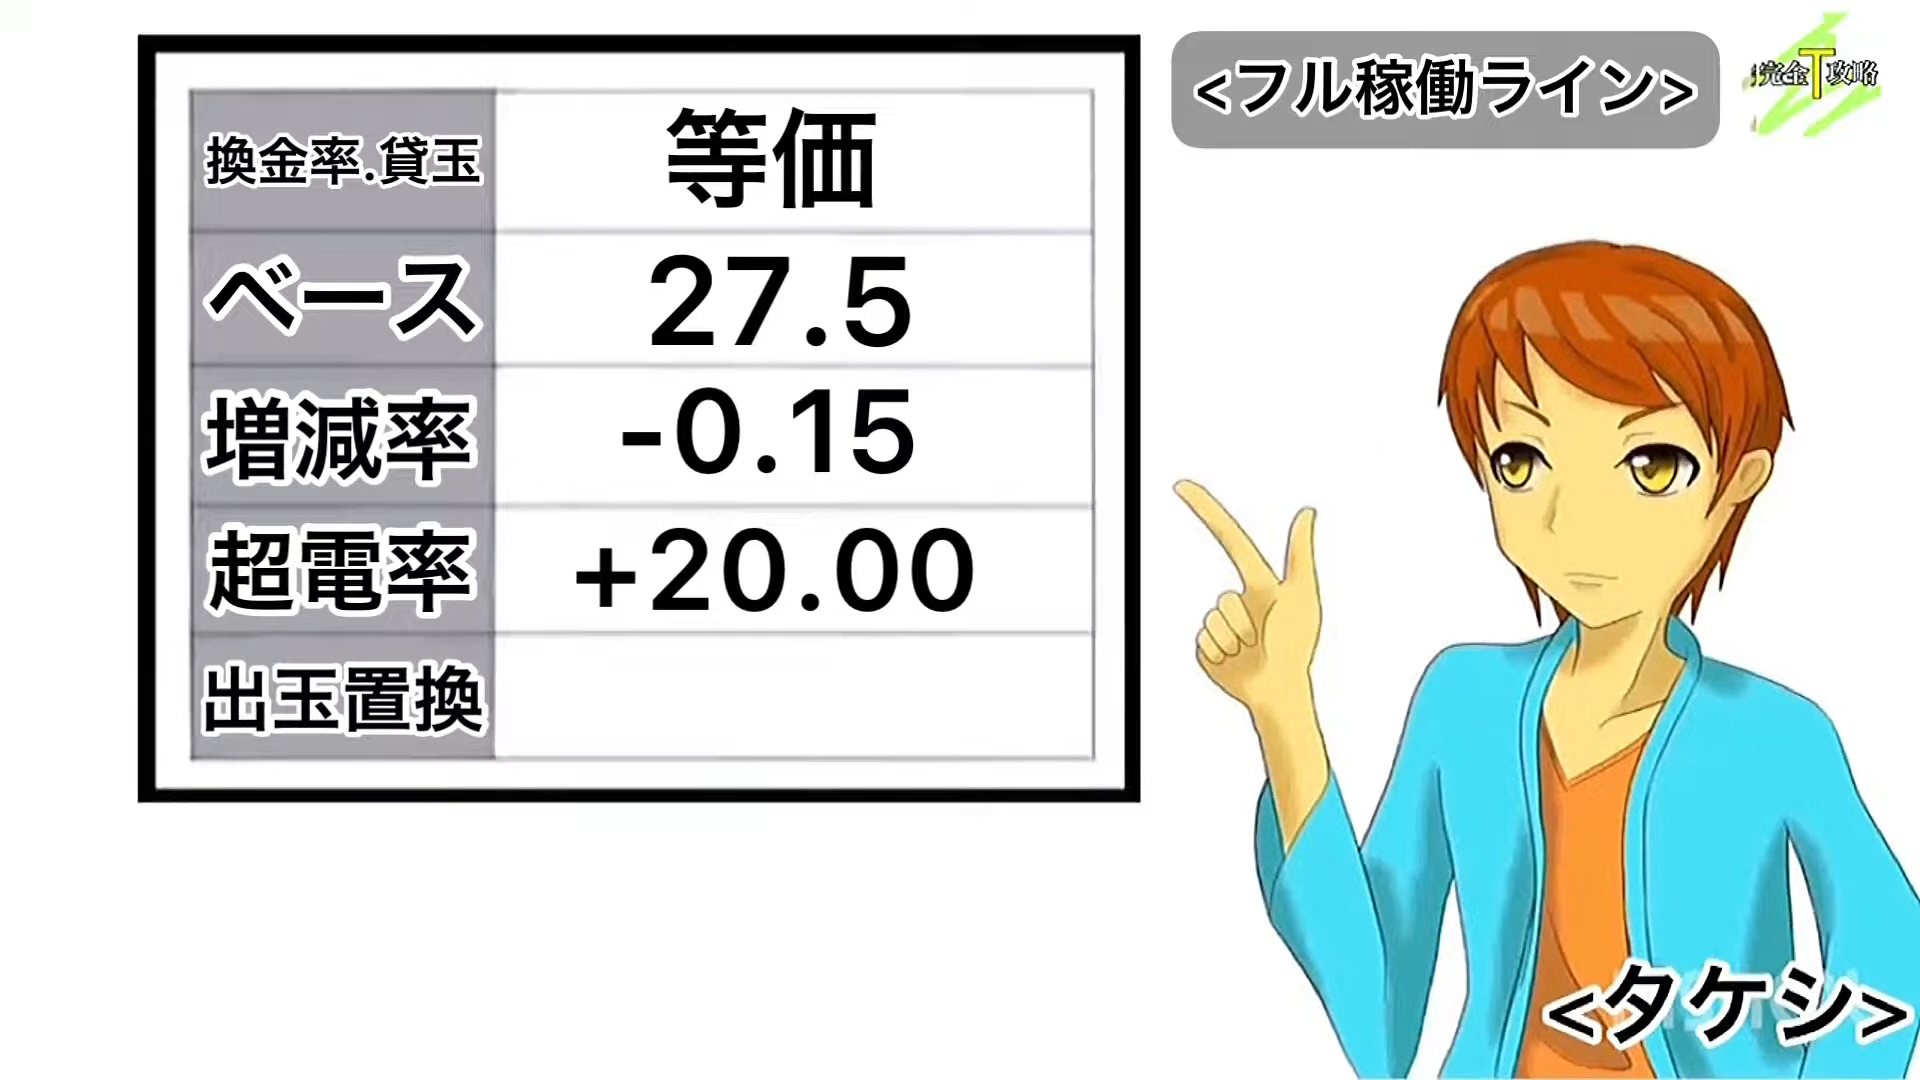 換金率.貸玉 等価
ベース 27.5
増減率 -0.15
超電率 +20.00
出玉置換
<フル稼働ライン>
完全T攻略
<タケシ>